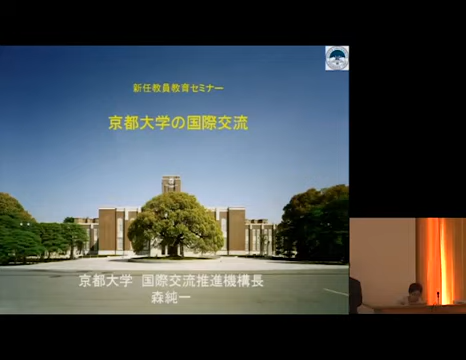 新任教員教育セミナー
京都大学の国際交流
京都大学　国際交流推進機構長
森純一